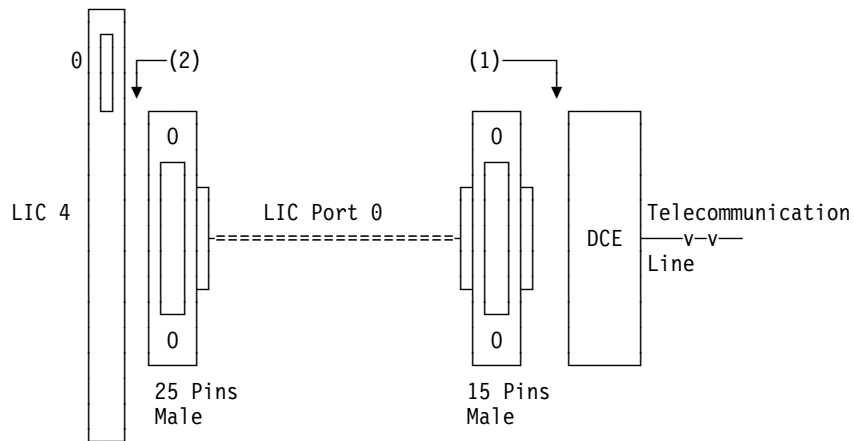 0 (2) (1)
0 0
LIC 4 LIC Port 0 DCE Telecommunication
Line
0 0
25 Pins 15 Pins
Male Male